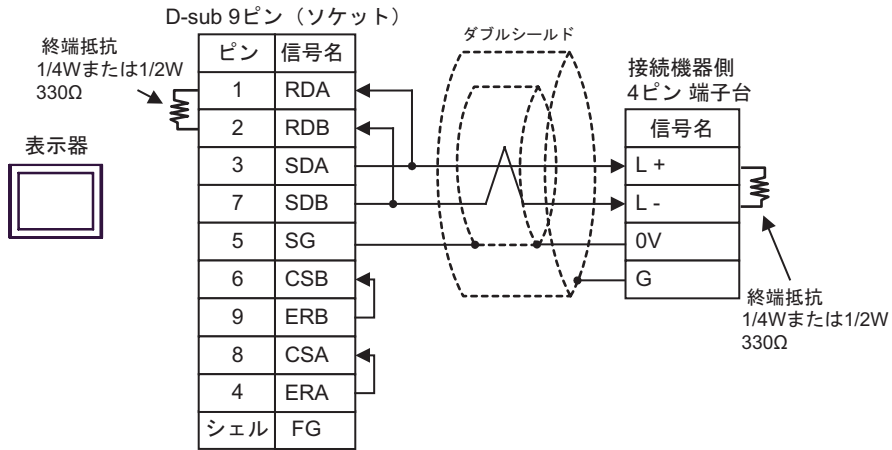 D-sub 9ピン（ソケット）
終端抵抗
1/4Wまたは1/2W
330Ω
表示器
ピン 信号名
1 RDA
2 RDB
3 SDA
7 SDB
5 SG
6 CSB
9 ERB
8 CSA
4 ERA
シェル FG
ダブルシールド
接続機器側
4ピン 端子台
信号名
L +
L -
0V
G
終端抵抗
1/4Wまたは1/2W
330Ω